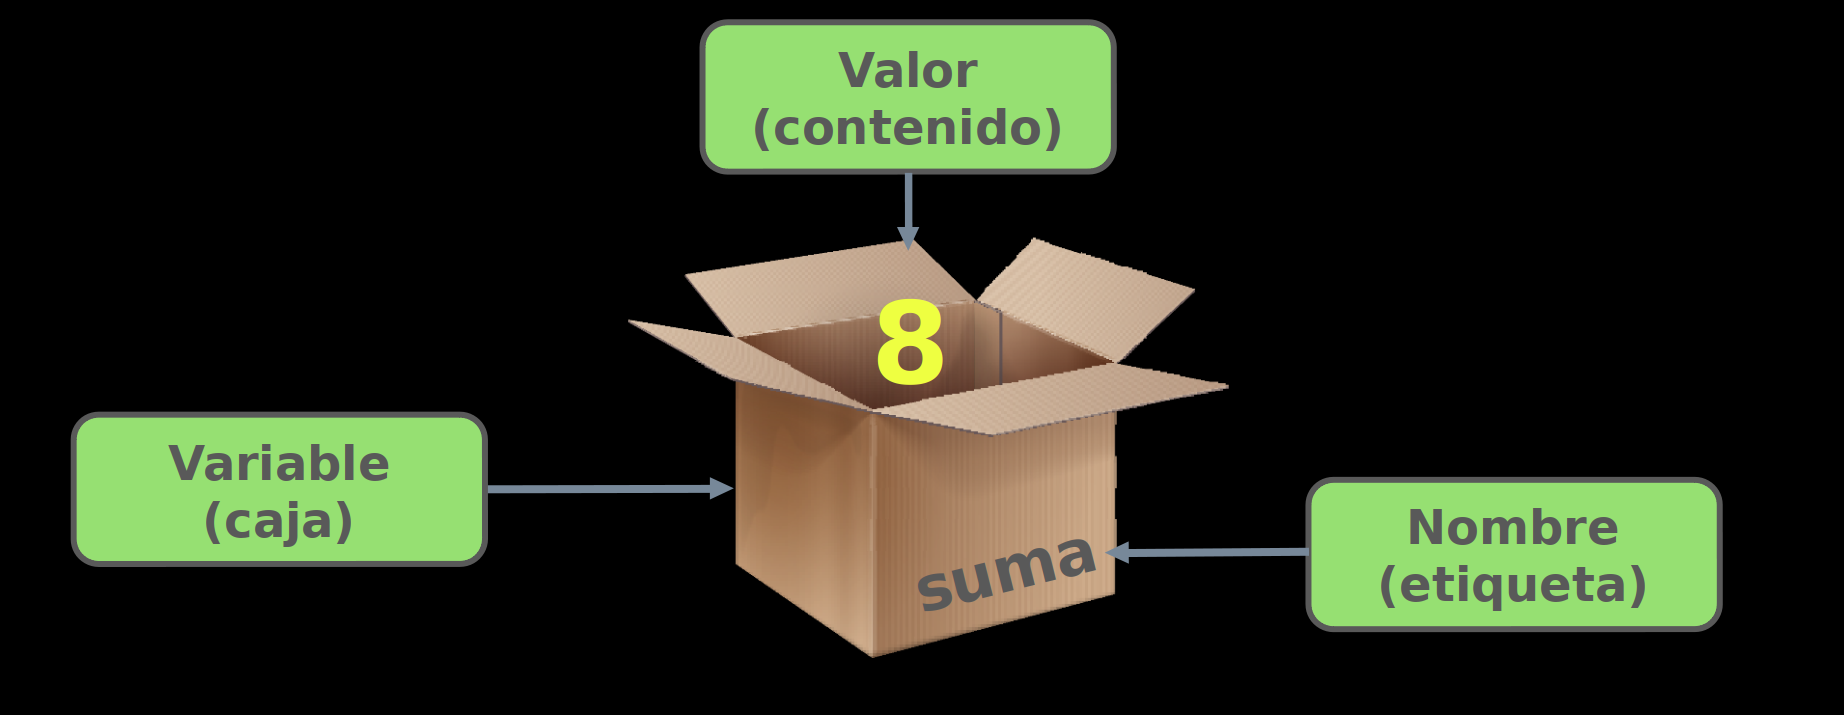 Valor
(contenido)
8
Variable
(caja)
suma
Nombre
(etiqueta)